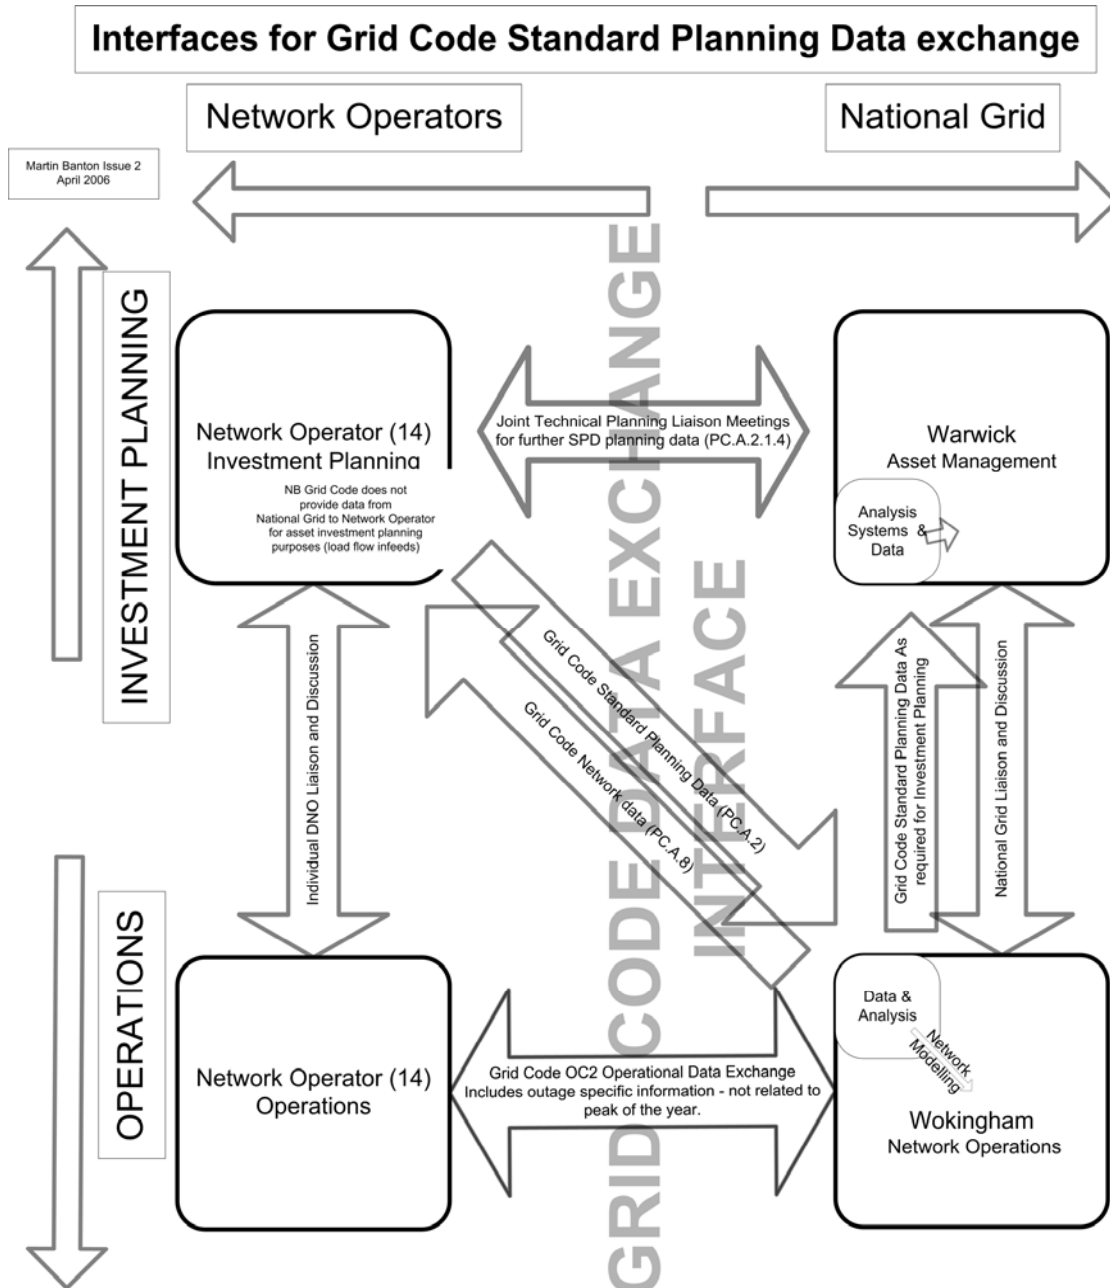 Interfaces for Grid Code Standard Planning Data exchange
Network Operators
National Grid
Martin Banton Issue 2
April 2006
INVESTMENT PLANNING
OPERATIONS
GRID CODE DATA EXCHANGE
INTERFACE
Network Operator (14)
Investment Planning
NB Grid Code does not
provide data from
National Grid to Network Operator
for asset investment planning
purposes (load flow infeeds)
Joint Technical Planning Liaison Meetings
for further SPD planning data (PC.A.2.1.4)
Warwick
Asset Management
Analysis
Systems &
Data
Individual DNO Liaison and Discussion
Grid Code Standard Planning Data (PC.A.2)
Grid Code Network data (PC.A.8)
Grid Code Standard Planning Data As
required for Investment Planning
National Grid Liaison and Discussion
Network Operator (14)
Operations
Grid Code OC2 Operational Data Exchange
Includes outage specific information - not related to
peak of the year.
Data &
Analysis
Network
Modelling
Wokingham
Network Operations